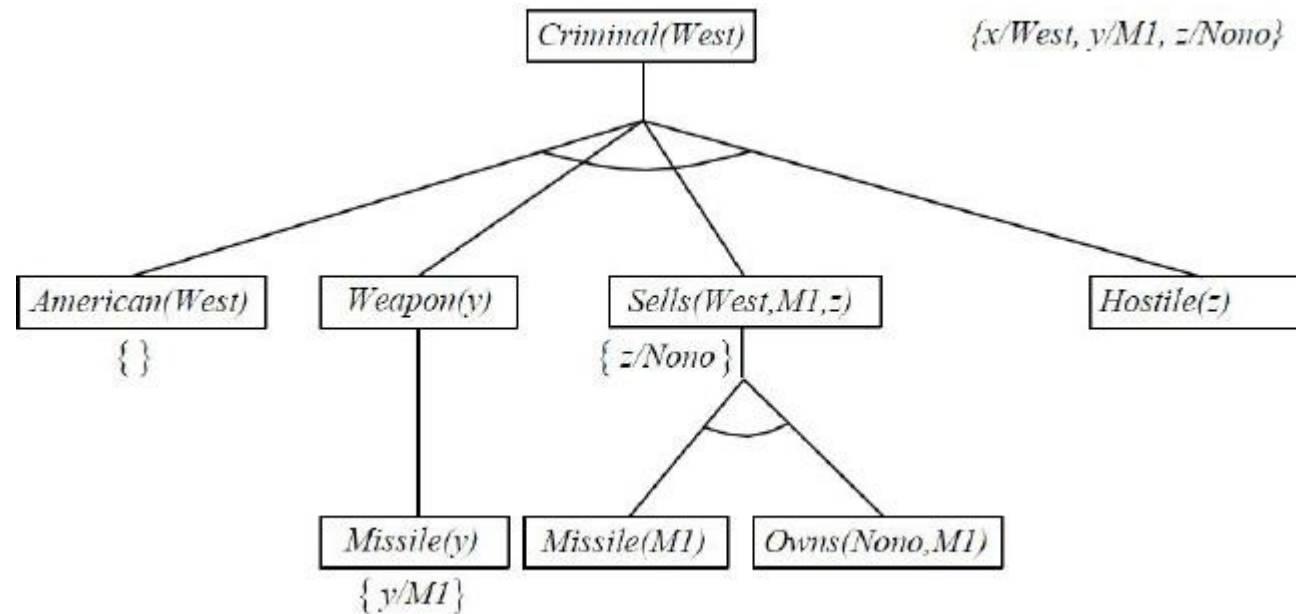 Criminal(West)
{x/West, y/M1, z/Nono}
American(West)
Weapon(y)
Sells(West,M1,z)
Hostile(z)
{ }
{ z/Nono }
Missile(y)
Missile(M1)
Owns(Nono,M1)
{ y/M1}